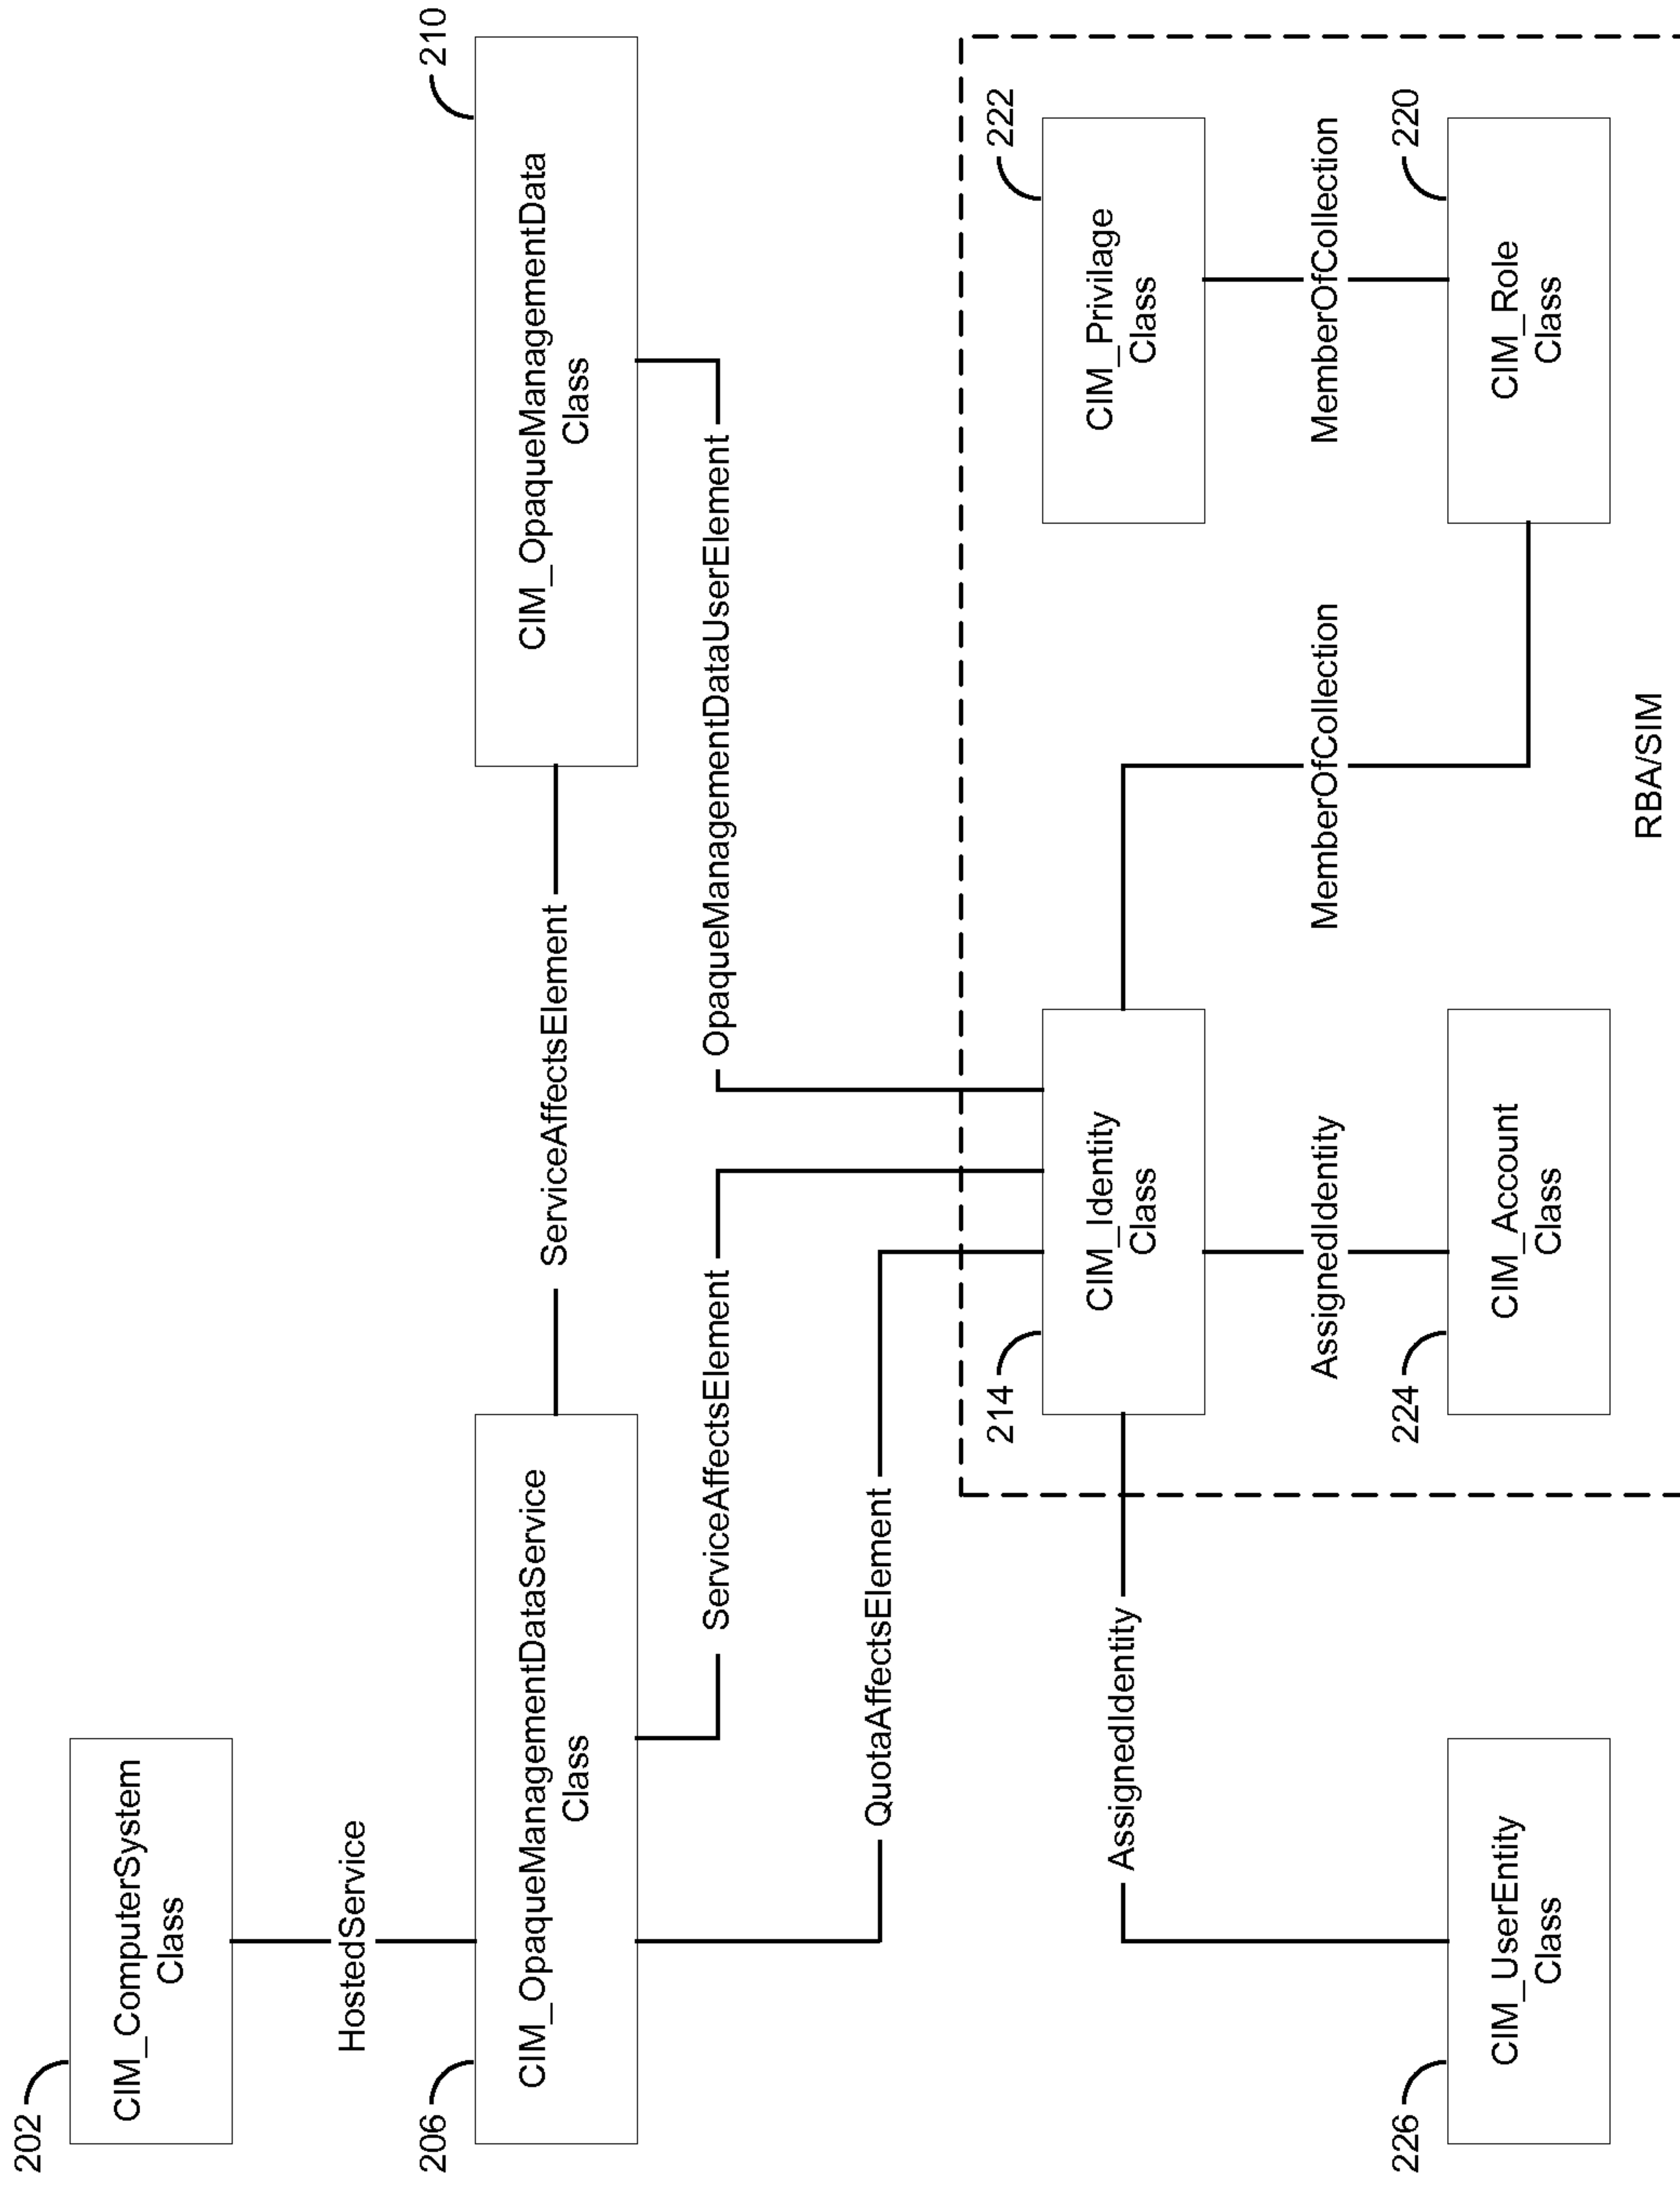 202
CIM_ComputerSystem
Class
HostedService
206
210
CIM_OpaqueManagementDataService
Class
ServiceAffectsElement
CIM_OpaqueManagementData
Class
ServiceAffectsElement
OpaqueManagementDataUserElement
QuotaAffectsElement
214
222
AssignedIdentity
CIM_Identity
Class
CIM_Privilage
Class
AssignedIdentity
MemberOfCollection
MemberOfCollection
226
224
220
CIM_UserEntity
Class
CIM_Account
Class
CIM_Role
Class
RBA/SIM